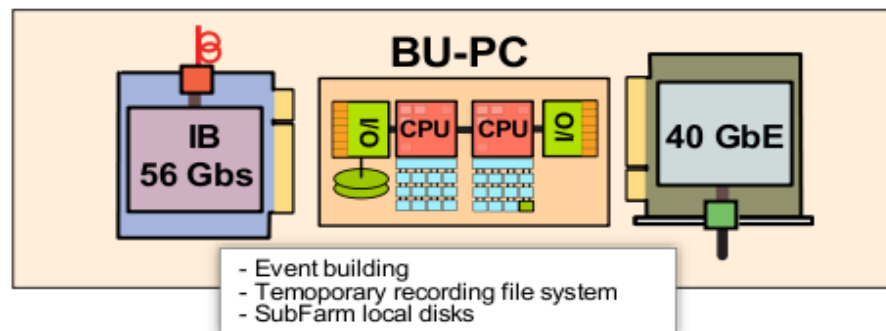 BU-PC
IB
56 Gbs
I/O
CPU
CPU
I/O
40 GbE
- Event building
- Temoporary recording file system
- SubFarm local disks